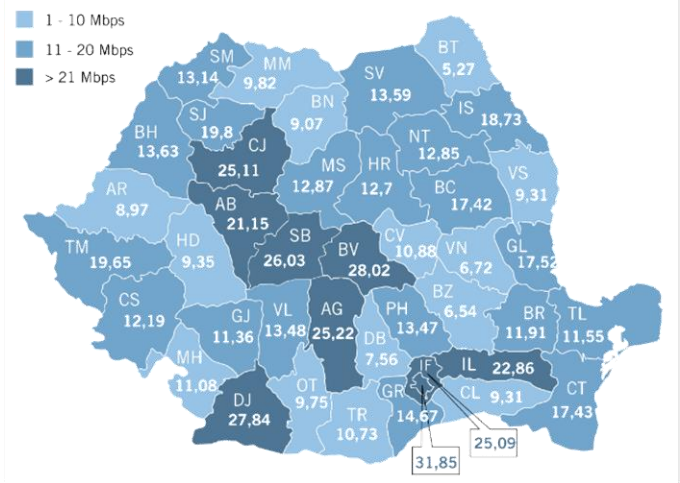 1 - 10 Mbps
11 - 20 Mbps
> 21 Mbps
BT
5,27
SM
13,14
MM
9,82
SV
13,59
BN
9,07
IS
18,73
SJ
19,8
BH
13,63
CJ
25,11
NT
12,85
MS
12,87
HR
12,7
VS
9,31
BC
17,42
AR
8,97
AB
21,15
HD
9,35
SB
26,03
BV
28,02
CV
10,88
VN
6,72
GL
17,52
TM
19,65
CS
12,19
GJ
11,36
VL
13,48
AG
25,22
PH
13,47
BZ
6,54
BR
11,91
TL
11,55
DB
7,56
MH
11,08
IF
IL 22,86
DJ
27,84
OT
9,75
TR
10,73
GR
14,67
CL 9,31
CT
17,43
25,09
31,85